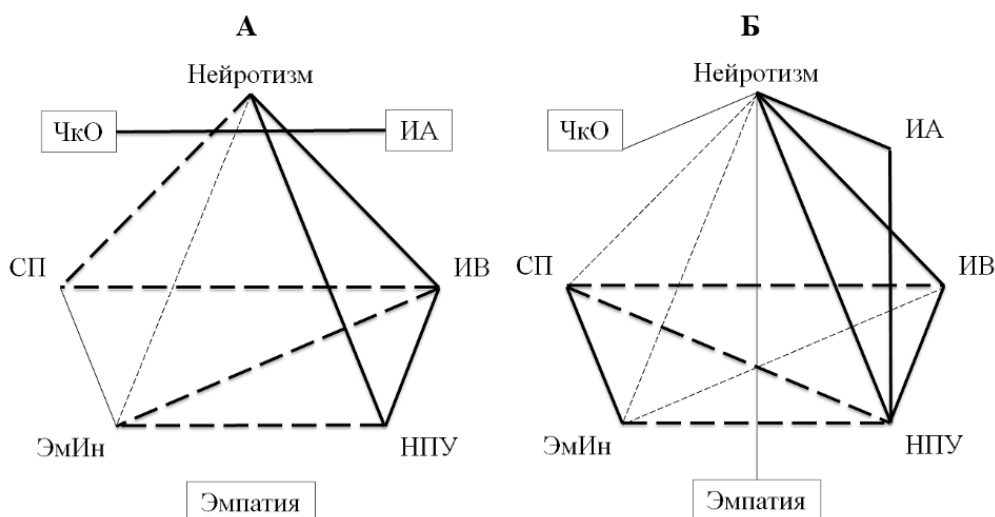 А
Нейротизм
ЧкО
ИА
СП
ИВ
ЭмИн
НПУ
Эмпатия
Б
Нейротизм
ЧкО
ИА
СП
ИВ
ЭмИн
НПУ
Эмпатия